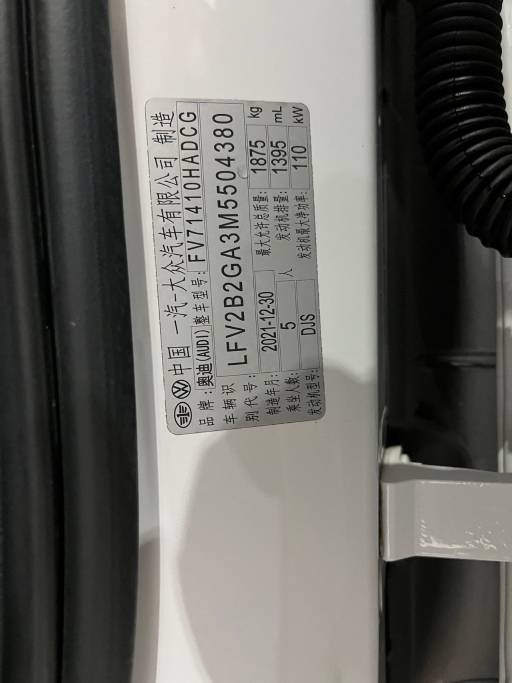 中国 一汽-大众汽车有限公司 制造
品牌: 奥迪(AUDI) 整车型号: FV71410HADCG
车辆识别代号: LFV2B2GA3M5504380
制造年月: 2021-12-30 最大允许总质量: 1875 kg
乘坐人数: 5 人 发动机排量: 1395 mL
发动机型号: DJS 发动机最大净功率: 110 kW